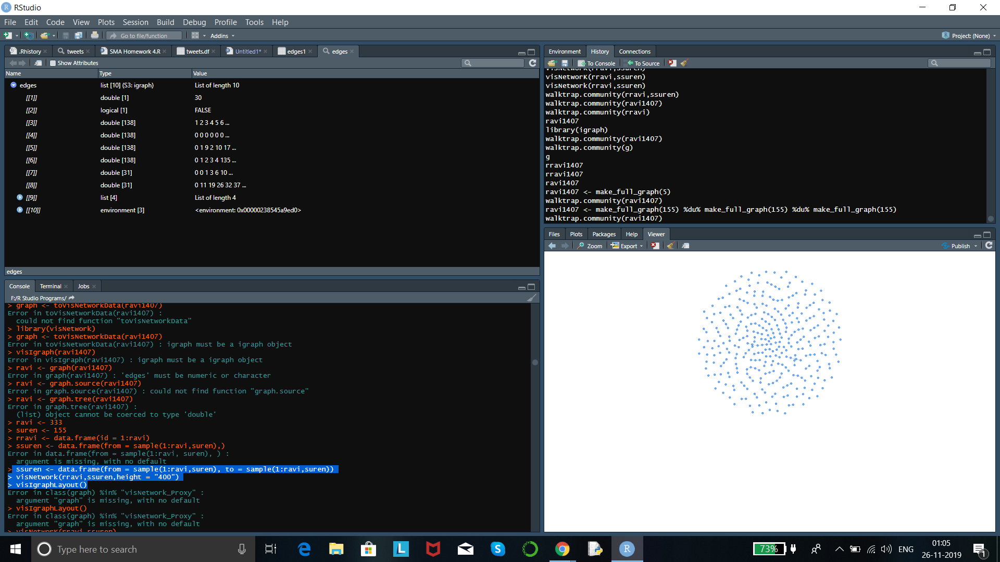 RStudio
File Edit Code View Plots Session Build Debug Profile Tools Help
Go to file/function Addins Project: (None)
.Rhistory tweets SMA Homework 4.R tweets.df Untitled1* edges1 edges
Show Attributes
Name Type Value
edges list [10] (S3: igraph) List of length 10
[[1]] double [1] 30
[[2]] logical [1] FALSE
[[3]] double [138] 1 2 3 4 5 6 ...
[[4]] double [138] 0 0 0 0 0 0 ...
[[5]] double [138] 0 1 9 2 10 17 ...
[[6]] double [138] 0 1 2 3 4 135 ...
[[7]] double [31] 0 0 1 3 6 10 ...
[[8]] double [31] 0 11 19 26 32 37 ...
[[9]] list [4] List of length 4
[[10]] environment [3] <environment: 0x00000238545a9ed0>
edges
Console Terminal Jobs
F:/R Studio Programs/
> graph <- toVisNetworkData(ravi1407)
Error in toVisNetworkData(ravi1407) :
could not find function "toVisNetworkData"
> library(visNetwork)
> graph <- toVisNetworkData(ravi1407)
Error in toVisNetworkData(ravi1407) : igraph must be a igraph object
> visIgraph(ravi1407)
Error in visIgraph(ravi1407) : igraph must be a igraph object
> ravi <- graph(ravi1407)
Error in graph(ravi1407) : 'edges' must be numeric or character
> ravi <- graph.source(ravi1407)
Error in graph.source(ravi1407) : could not find function "graph.source"
> ravi <- graph.tree(ravi1407)
Error in graph.tree(ravi1407) :
(list) object cannot be coerced to type 'double'
> ravi <- 333
> suren <- 155
> rravi <- data.frame(id = 1:ravi)
> ssuren <- data.frame(from = sample(1:ravi,suren),)
Error in data.frame(from = sample(1:ravi, suren), ) :
argument is missing, with no default
> ssuren <- data.frame(from = sample(1:ravi,suren), to = sample(1:ravi,suren))
> visNetwork(rravi,ssuren,height = "400")
> visIgraphLayout()
Error in class(graph) %in% "visNetwork_Proxy" :
argument "graph" is missing, with no default
> visIgraphLayout()
Error in class(graph) %in% "visNetwork_Proxy" :
argument "graph" is missing, with no default
> visNetworK(rravi,ssuren)
Environment History Connections
To Console To Source
visNetwork(rravi,ssuren)
visNetworK(rravi,ssuren)
visNetwork(rravi,ssuren)
walktrap.community(rravi,ssuren)
walktrap.community(ravi1407)
walktrap.community(rravi)
ravi1407
library(igraph)
walktrap.community(ravi1407)
walktrap.community(g)
g
rravi1407
rravi1407
ravi1407
ravi1407 <- make_full_graph(5)
walktrap.community(ravi1407)
ravi1407 <- make_full_graph(155) %du% make_full_graph(155) %du% make_full_graph(155)
walktrap.community(ravi1407)
Files Plots Packages Help Viewer
Zoom Export Publish
Type here to search
73%
ENG
01:05
26-11-2019
1